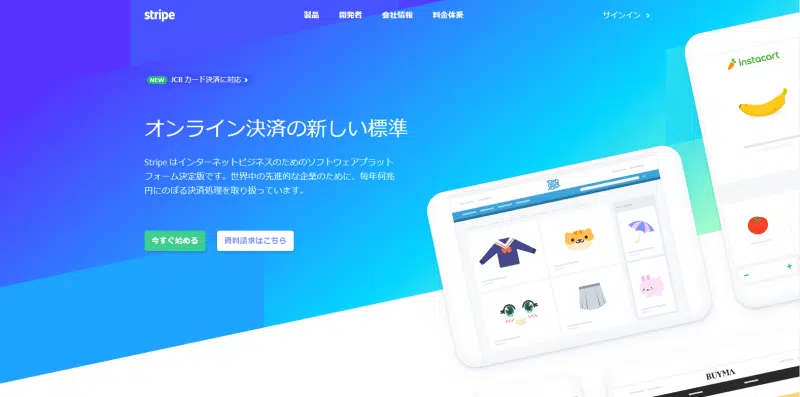 stripe
製品 開発者 会社情報 料金体系
サインイン
NEW JCB カード決済に対応
オンライン決済の新しい標準
Stripe はインターネットビジネスのためのソフトウェアプラット
フォーム決定版です。世界中の先進的な企業のために、毎年何兆
円にのぼる決済処理を取り扱っています。
今すぐ始める
資料請求はこちら
instacart
BUYMA